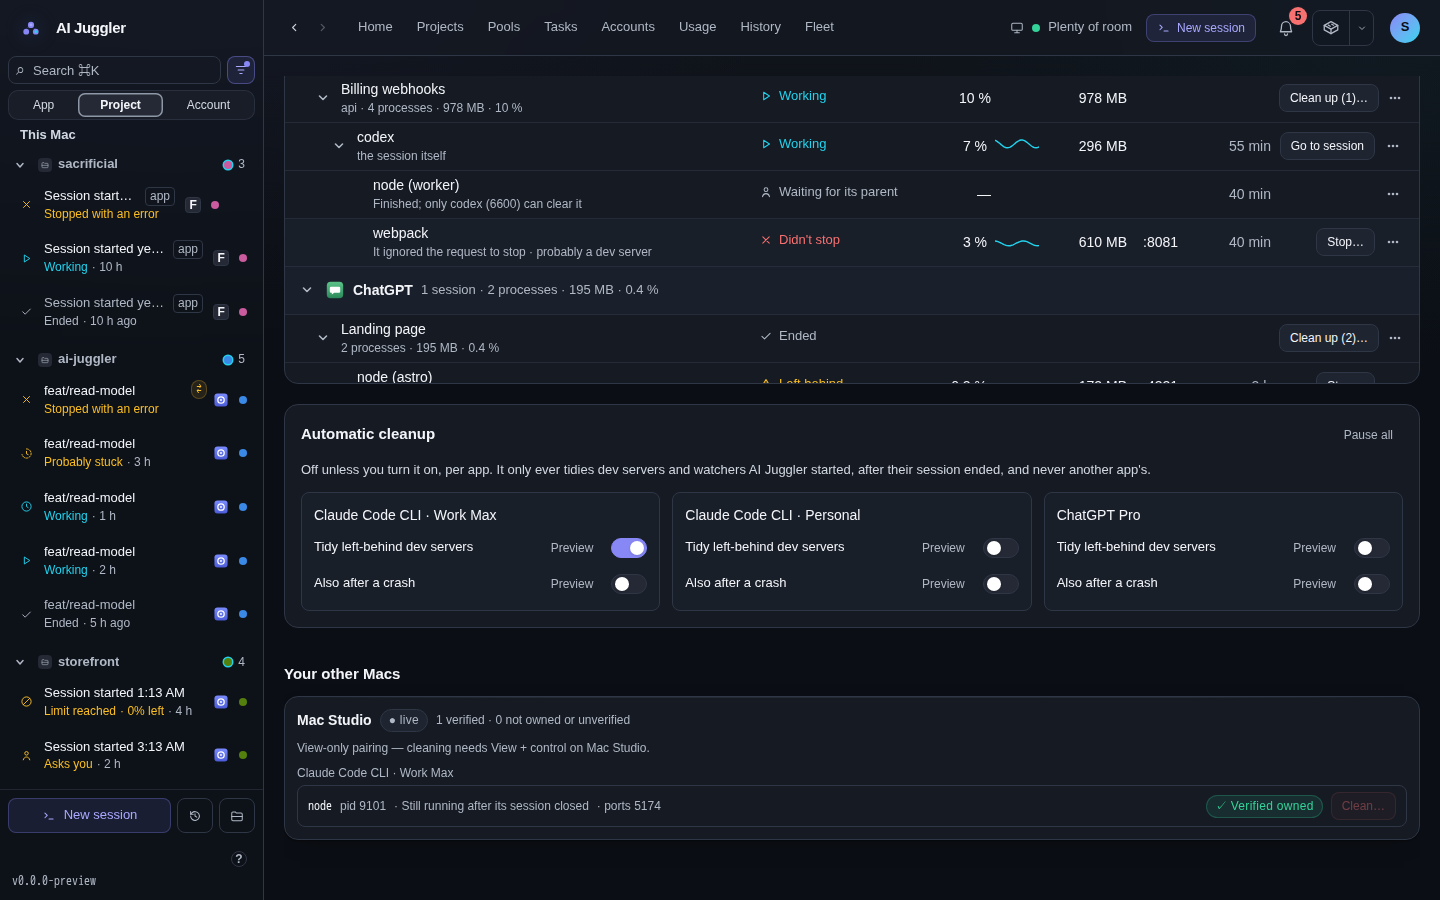 AI Juggler
Search ⌘K
App Project Account
This Mac
sacrificial 3
Session start… app F
Stopped with an error
Session started ye… app F
Working · 10 h
Session started ye… app F
Ended · 10 h ago
ai-juggler 5
feat/read-model
Stopped with an error
feat/read-model
Probably stuck · 3 h
feat/read-model
Working · 1 h
feat/read-model
Working · 2 h
feat/read-model
Ended · 5 h ago
storefront 4
Session started 1:13 AM
Limit reached · 0% left · 4 h
Session started 3:13 AM
Asks you · 2 h
New session
?
v0.0.0-preview
Home Projects Pools Tasks Accounts Usage History Fleet
Plenty of room New session 5 S
Billing webhooks
api · 4 processes · 978 MB · 10 %
Working 10 % 978 MB Clean up (1)…
codex
the session itself
Working 7 % 296 MB 55 min Go to session
node (worker)
Finished; only codex (6600) can clear it
Waiting for its parent — 40 min
webpack
It ignored the request to stop · probably a dev server
Didn't stop 3 % 610 MB :8081 40 min Stop…
ChatGPT 1 session · 2 processes · 195 MB · 0.4 %
Landing page
2 processes · 195 MB · 0.4 %
Ended Clean up (2)…
node (astro)
Left behind
Automatic cleanup Pause all
Off unless you turn it on, per app. It only ever tidies dev servers and watchers AI Juggler started, after their session ended, and never another app's.
Claude Code CLI · Work Max
Tidy left-behind dev servers Preview
Also after a crash Preview
Claude Code CLI · Personal
Tidy left-behind dev servers Preview
Also after a crash Preview
ChatGPT Pro
Tidy left-behind dev servers Preview
Also after a crash Preview
Your other Macs
Mac Studio live 1 verified · 0 not owned or unverified
View-only pairing — cleaning needs View + control on Mac Studio.
Claude Code CLI · Work Max
node pid 9101 · Still running after its session closed · ports 5174
✓ Verified owned Clean…